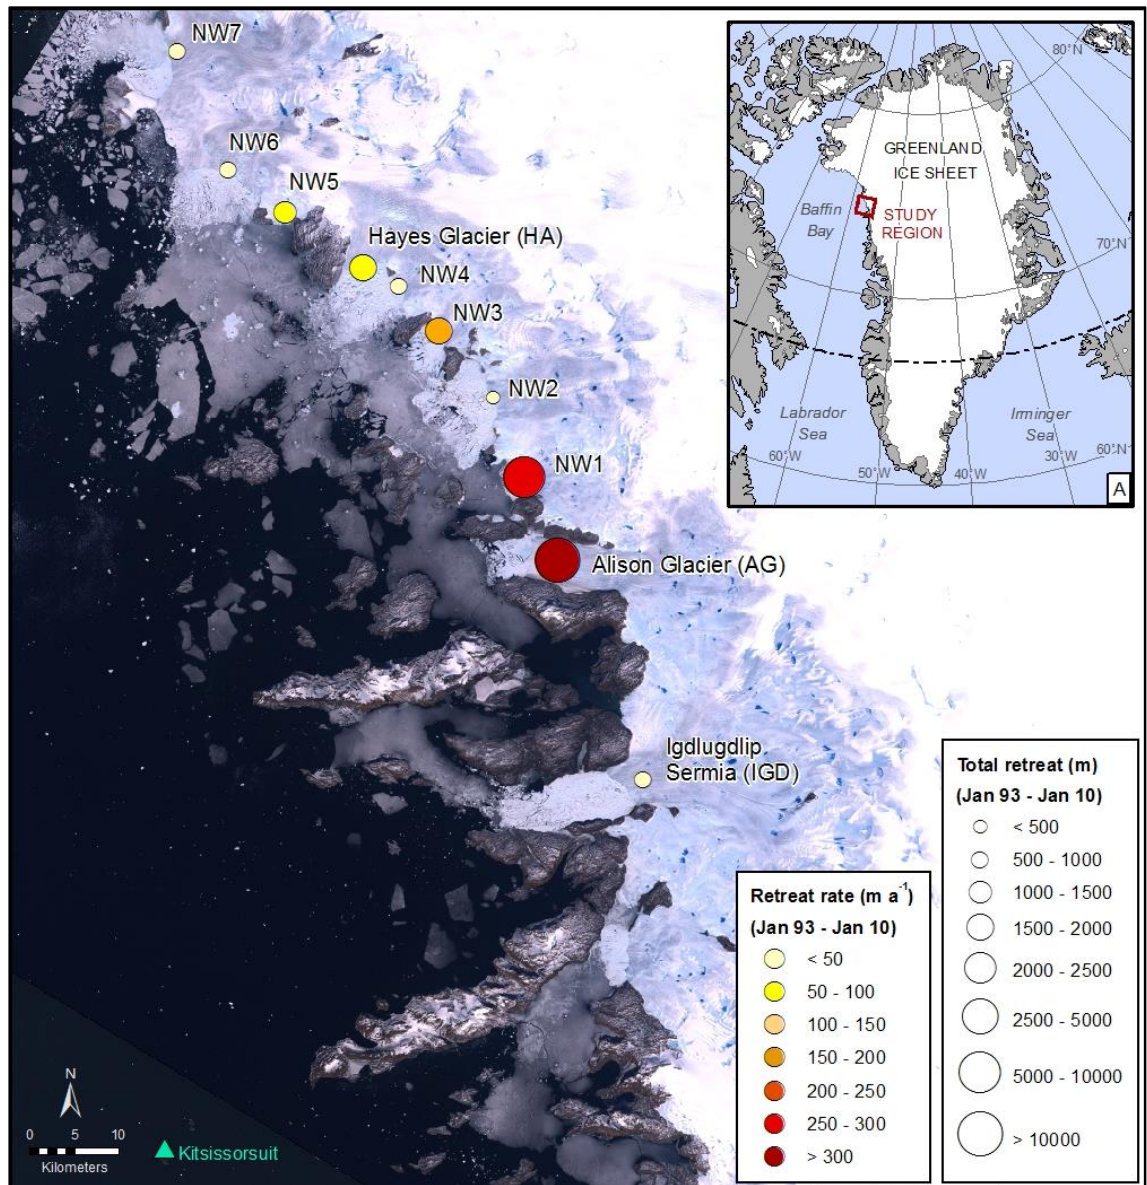 NW7
NW6
NW5
Hayes Glacier (HA)
NW4
NW3
NW2
NW1
Alison Glacier (AG)
Igdlugdlip
Sermia (IGD)
80°N
GREENLAND
ICE SHEET
Baffin
Bay
STUDY
REGION
70°N
Labrador
Sea
Irminger
Sea
60°W
50°W
40°W
30°W
60°N
A
Retreat rate (m a-1)
(Jan 93 - Jan 10)
< 50
50 - 100
100 - 150
150 - 200
200 - 250
250 - 300
> 300
Total retreat (m)
(Jan 93 - Jan 10)
< 500
500 - 1000
1000 - 1500
1500 - 2000
2000 - 2500
2500 - 5000
5000 - 10000
> 10000
N
0 5 10
Kilometers
Kitsissorsuit